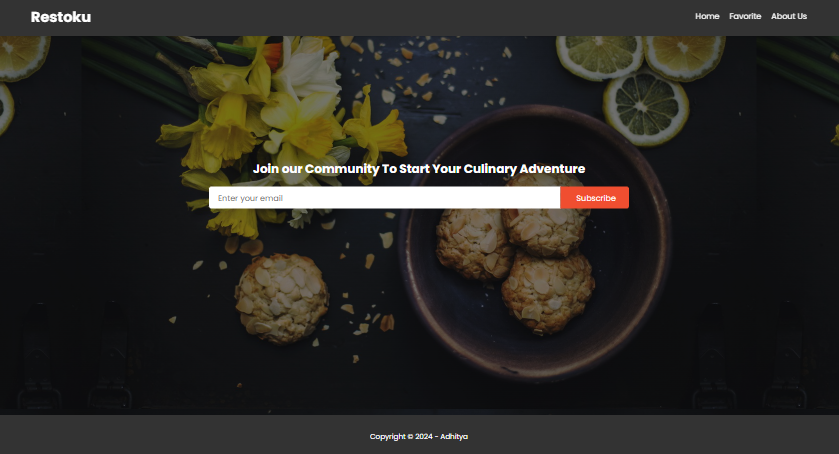 Restoku
Home Favorite About Us
Join our Community To Start Your Culinary Adventure
Enter your email Subscribe
Copyright © 2024 - Adhitya